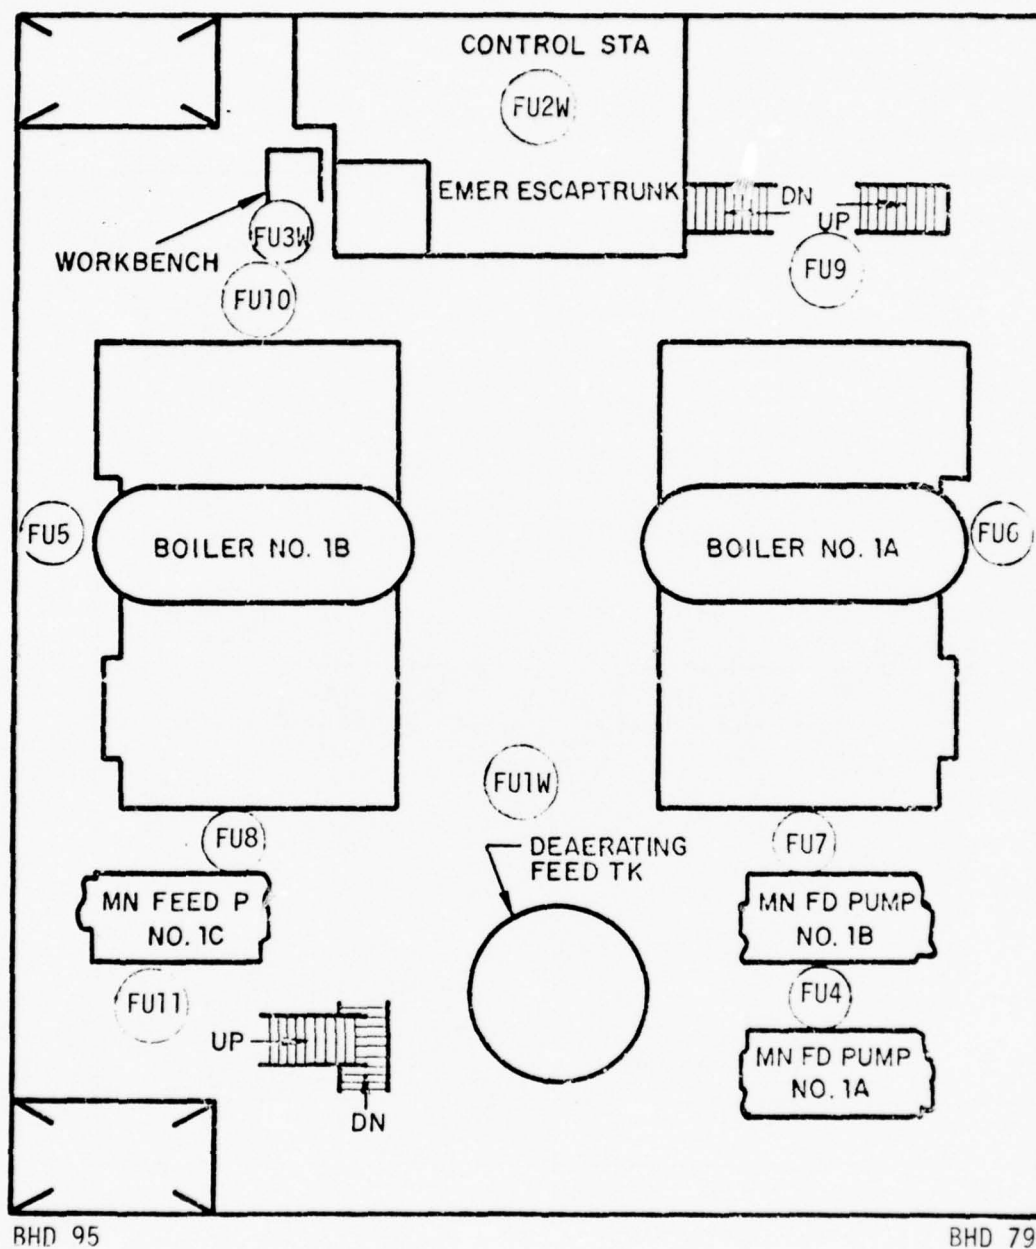 CONTROL STA
FU2W
EMER ESCAPTRUNK
DN
UP
WORKBENCH
FU3W
FU10
FU9
FU5
BOILER NO. 1B
BOILER NO. 1A
FU6
FU1W
FU8
DEAERATING
FEED TK
FU7
MN FEED P
NO. 1C
MN FD PUMP
NO. 1B
FU11
FU4
UP
DN
MN FD PUMP
NO. 1A
BHD 95
BHD 79